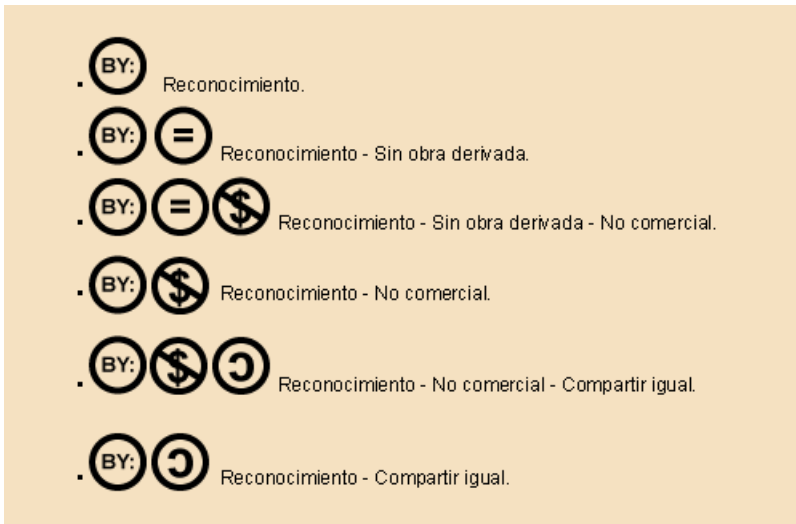 BY: Reconocimiento.
BY: = Reconocimiento - Sin obra derivada.
BY: = $ Reconocimiento - Sin obra derivada - No comercial.
BY: $ Reconocimiento - No comercial.
BY: $ Ɔ Reconocimiento - No comercial - Compartir igual.
BY: Ɔ Reconocimiento - Compartir igual.